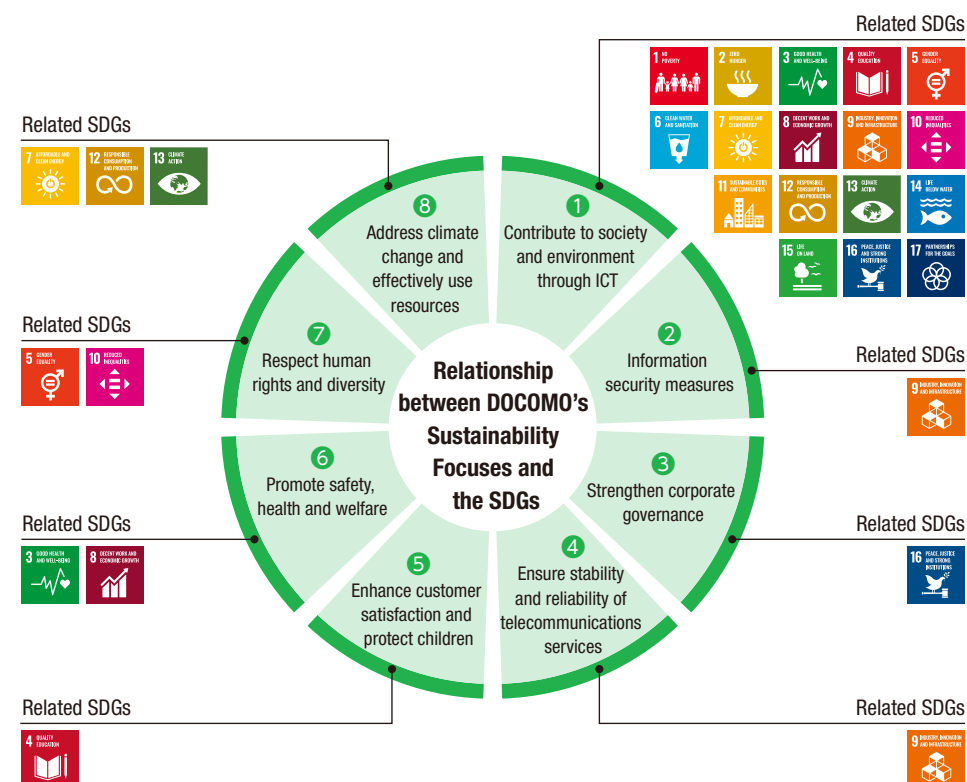 Related SDGs
1 NO
POVERTY
2 ZERO
HUNGER
3 GOOD HEALTH
AND WELL-BEING
4 QUALITY
EDUCATION
5 GENDER
EQUALITY
6 CLEAN WATER
AND SANITATION
7 AFFORDABLE AND
CLEAN ENERGY
8 DECENT WORK AND
ECONOMIC GROWTH
9 INDUSTRY, INNOVATION
AND INFRASTRUCTURE
10 REDUCED
INEQUALITIES
11 SUSTAINABLE CITIES
AND COMMUNITIES
12 RESPONSIBLE
CONSUMPTION
AND PRODUCTION
13 CLIMATE
ACTION
14 LIFE
BELOW WATER
15 LIFE
ON LAND
16 PEACE, JUSTICE
AND STRONG
INSTITUTIONS
17 PARTNERSHIPS
FOR THE GOALS
Related SDGs
7 AFFORDABLE AND
CLEAN ENERGY
12 RESPONSIBLE
CONSUMPTION
AND PRODUCTION
13 CLIMATE
ACTION
8
Address climate
change and
effectively use
resources
1
Contribute to society
and environment
through ICT
Related SDGs
5 GENDER
EQUALITY
10 REDUCED
INEQUALITIES
7
Respect human
rights and diversity
2
Information
security measures
Related SDGs
9 INDUSTRY, INNOVATION
AND INFRASTRUCTURE
Relationship
between DOCOMO's
Sustainability
Focuses and
the SDGs
6
Promote safety,
health and welfare
3
Strengthen corporate
governance
Related SDGs
3 GOOD HEALTH
AND WELL-BEING
8 DECENT WORK AND
ECONOMIC GROWTH
Related SDGs
16 PEACE, JUSTICE
AND STRONG
INSTITUTIONS
5
Enhance customer
satisfaction and
protect children
4
Ensure stability
and reliability of
telecommunications
services
Related SDGs
4 QUALITY
EDUCATION
Related SDGs
9 INDUSTRY, INNOVATION
AND INFRASTRUCTURE